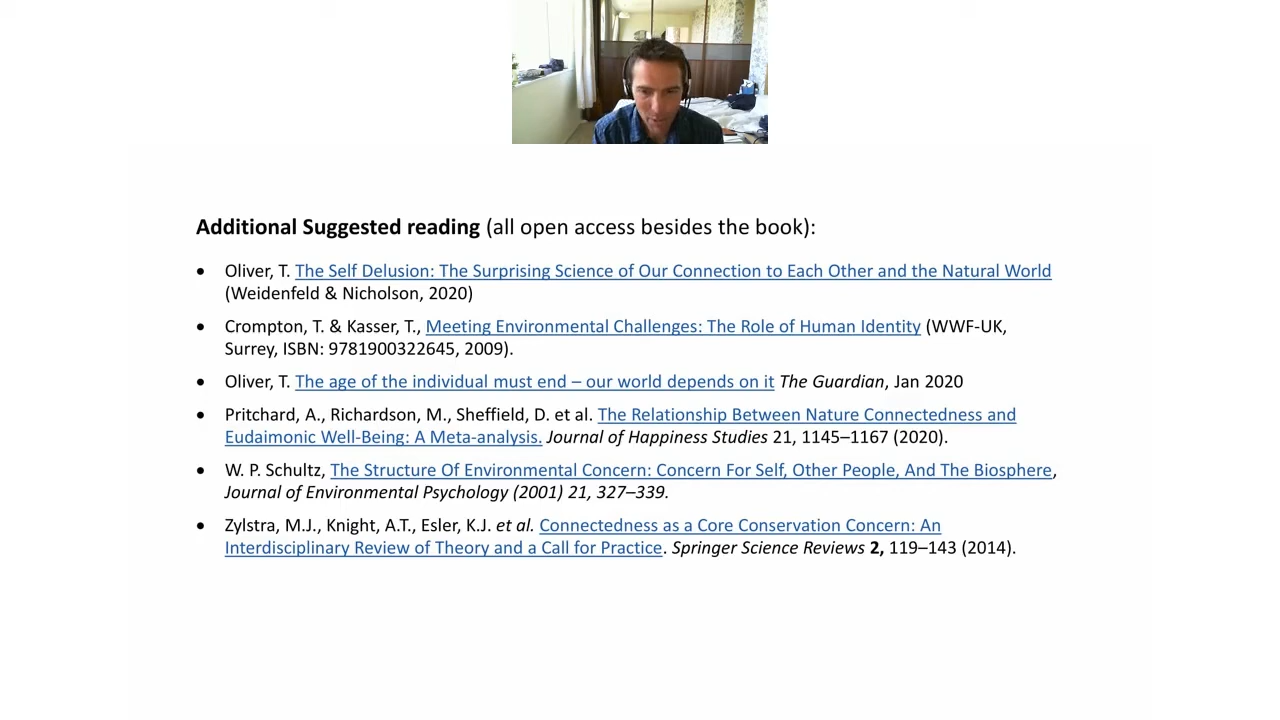 Additional Suggested reading (all open access besides the book):
• Oliver, T. The Self Delusion: The Surprising Science of Our Connection to Each Other and the Natural World
(Weidenfeld & Nicholson, 2020)
• Crompton, T. & Kasser, T., Meeting Environmental Challenges: The Role of Human Identity (WWF-UK,
Surrey, ISBN: 9781900322645, 2009).
• Oliver, T. The age of the individual must end – our world depends on it The Guardian, Jan 2020
• Pritchard, A., Richardson, M., Sheffield, D. et al. The Relationship Between Nature Connectedness and
Eudaimonic Well-Being: A Meta-analysis. Journal of Happiness Studies 21, 1145–1167 (2020).
• W. P. Schultz, The Structure Of Environmental Concern: Concern For Self, Other People, And The Biosphere,
Journal of Environmental Psychology (2001) 21, 327–339.
• Zylstra, M.J., Knight, A.T., Esler, K.J. et al. Connectedness as a Core Conservation Concern: An
Interdisciplinary Review of Theory and a Call for Practice. Springer Science Reviews 2, 119–143 (2014).